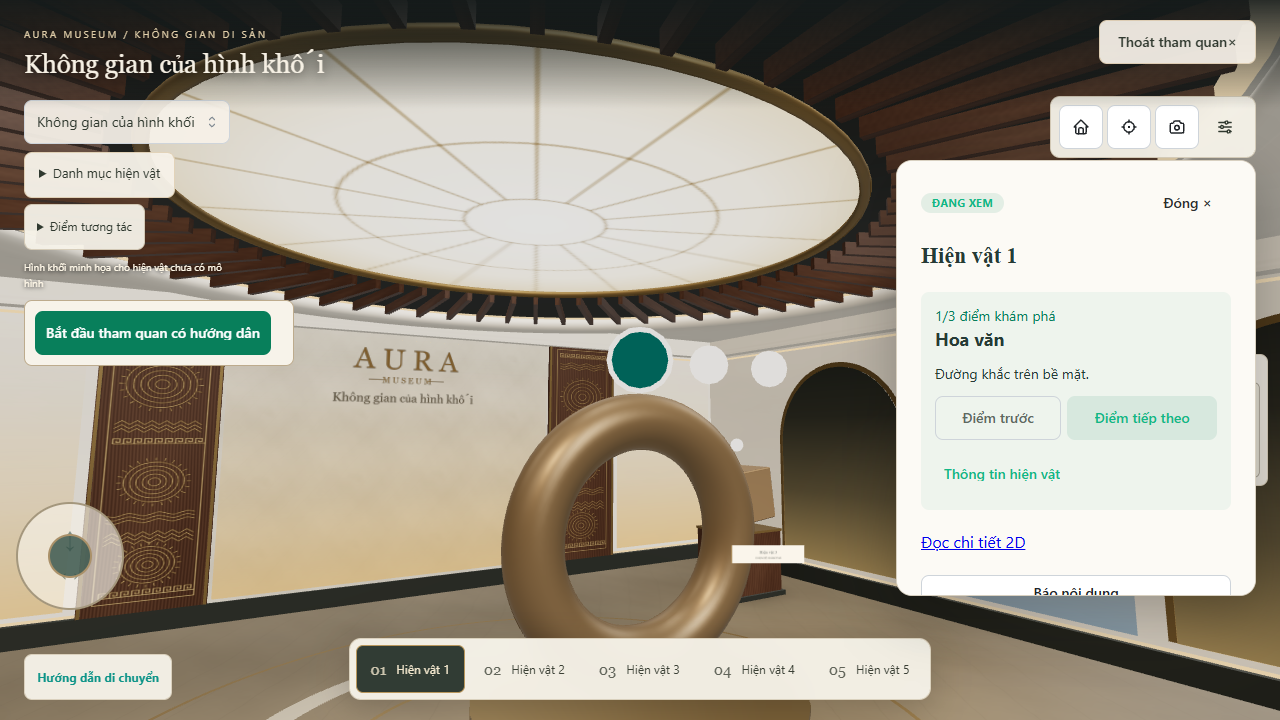 AURA MUSEUM / KHÔNG GIAN DI SẢN
Không gian của hình khối
Thoát tham quan×
Không gian của hình khối
Danh mục hiện vật
Điểm tương tác
Hình khối minh họa cho hiện vật chưa có mô
hình
Bắt đầu tham quan có hướng dẫn
AURA
MUSEUM
Không gian của hình khối
ĐANG XEM
Đóng ×
Hiện vật 1
1/3 điểm khám phá
Hoa văn
Đường khắc trên bề mặt.
Điểm trước
Điểm tiếp theo
Thông tin hiện vật
Đọc chi tiết 2D
Báo nội dung
Hướng dẫn di chuyển
01 Hiện vật 1
02 Hiện vật 2
03 Hiện vật 3
04 Hiện vật 4
05 Hiện vật 5